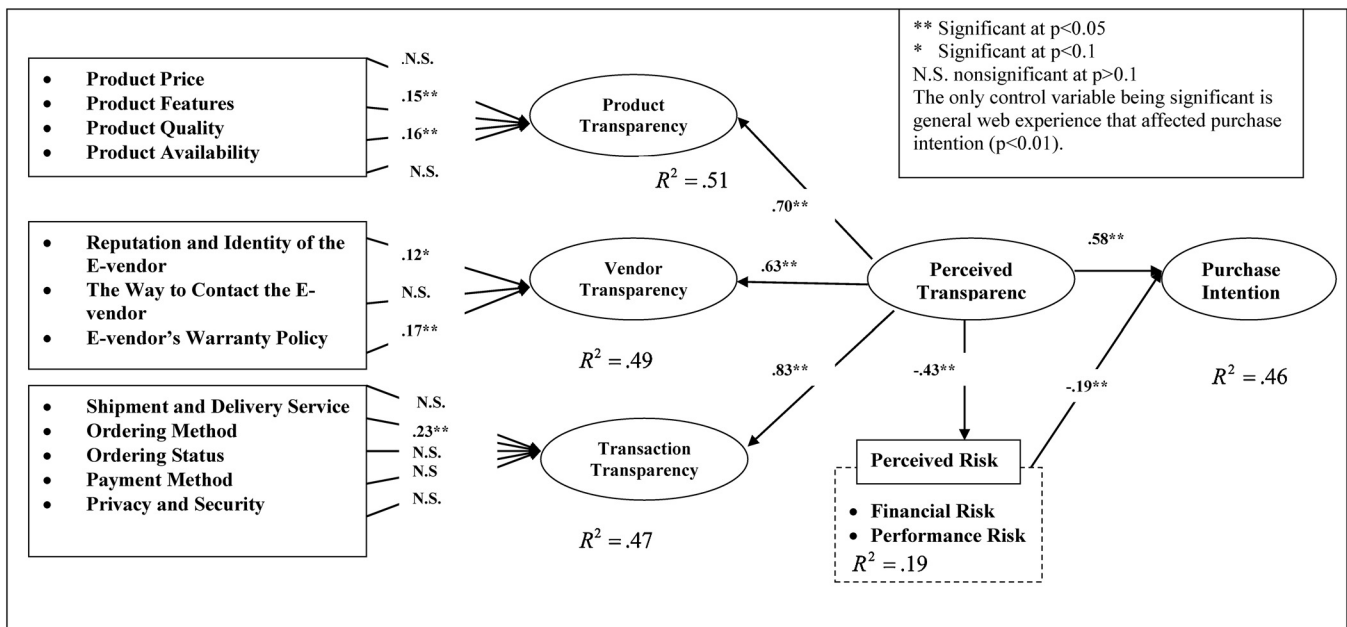 ** Significant at p<0.05
* Significant at p<0.1
N.S. nonsignificant at p>0.1
The only control variable being significant is
general web experience that affected purchase
intention (p<0.01).
• Product Price
• Product Features
• Product Quality
• Product Availability
.N.S.
.15**
.16**
N.S.
Product
Transparency
R² = .51
• Reputation and Identity of the
E-vendor
• The Way to Contact the E-
vendor
• E-vendor’s Warranty Policy
.12*
N.S.
.17**
Vendor
Transparency
R² = .49
• Shipment and Delivery Service
• Ordering Method
• Ordering Status
• Payment Method
• Privacy and Security
N.S.
.23**
N.S.
N.S
N.S.
Transaction
Transparency
R² = .47
.70**
.63**
.83**
Perceived
Transparenc
.58**
-.43**
-.19**
Purchase
Intention
R² = .46
Perceived Risk
• Financial Risk
• Performance Risk
R² = .19